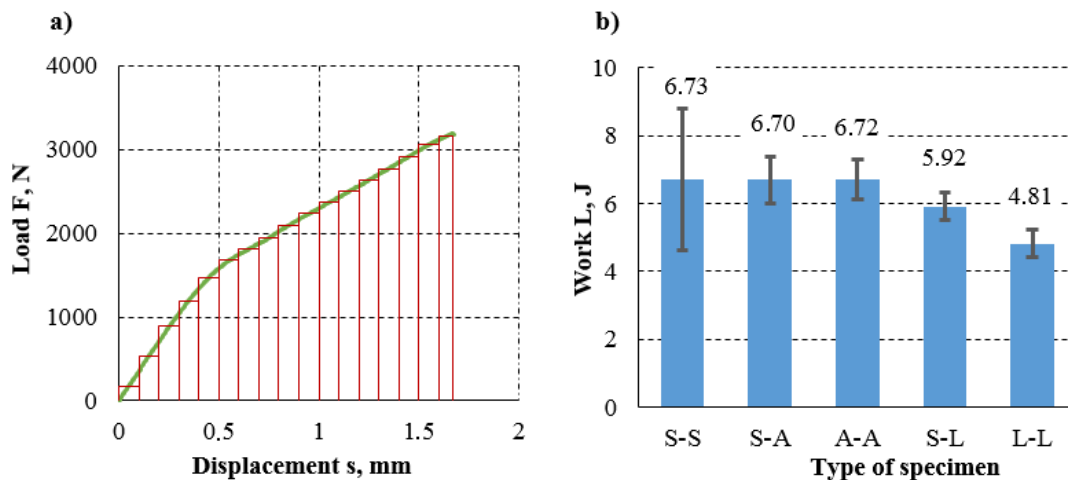 a)
4000
3000
2000
1000
0
0 0.5 1 1.5 2
Load F, N
Displacement s, mm
b)
10
8
6
4
2
0
6.73
6.70
6.72
5.92
4.81
S-S S-A A-A S-L L-L
Work L, J
Type of specimen